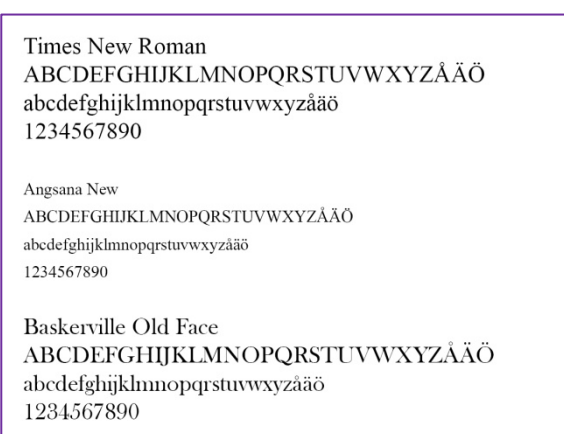 Times New Roman
ABCDEFGHIJKLMNOPQRSTUVWXYZÅÄÖ
abcdefghijklmnopqrstuvwxyzåäö
1234567890
Angsana New
ABCDEFGHIJKLMNOPQRSTUVWXYZÅÄÖ
abcdefghijklmnopqrstuvwxyzåäö
1234567890
Baskerville Old Face
ABCDEFGHIJKLMNOPQRSTUVWXYZÅÄÖ
abcdefghijklmnopqrstuvwxyzåäö
1234567890